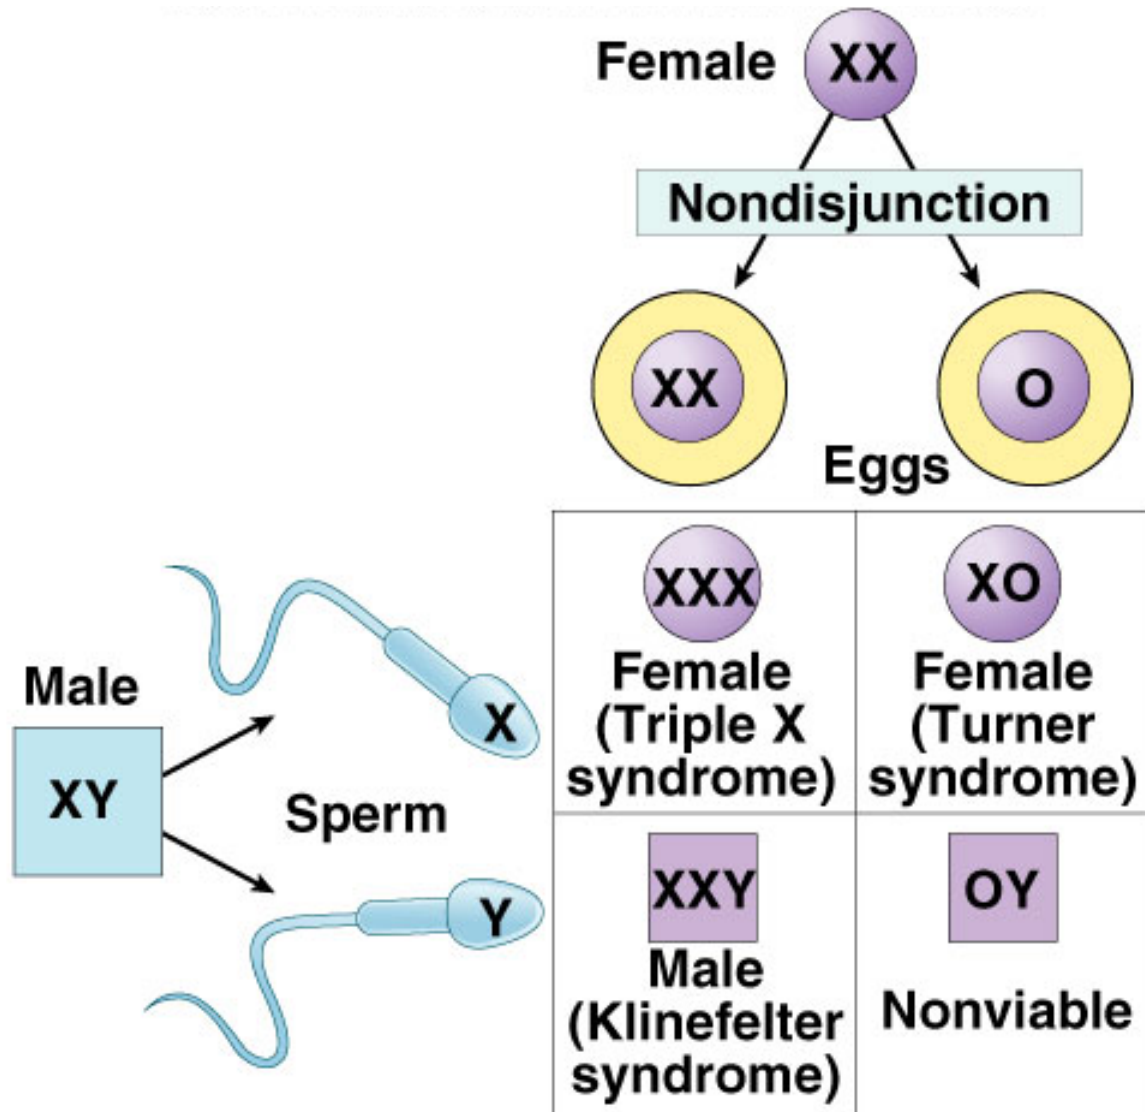 Female
XX
Nondisjunction
XX
O
Eggs
Male
XY
X
Sperm
Y
XXX
Female
(Triple X
syndrome)
XO
Female
(Turner
syndrome)
XXY
Male
(Klinefelter
syndrome)
OY
Nonviable